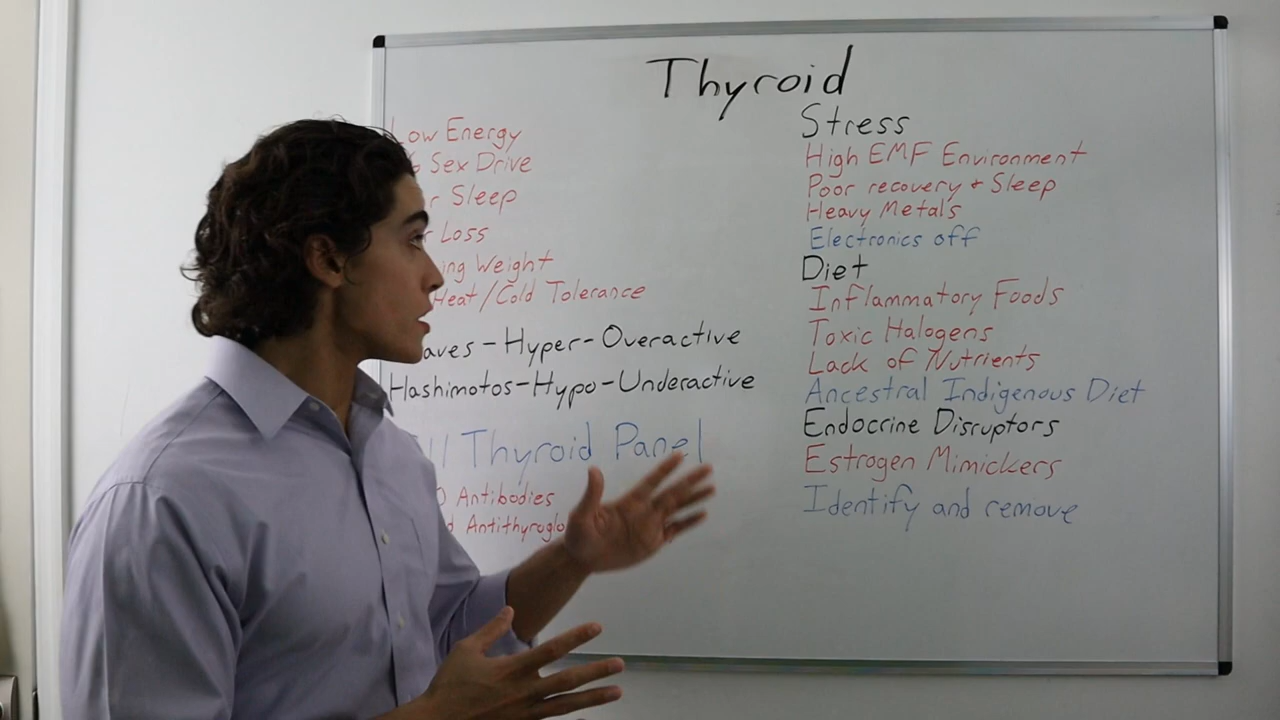 Thyroid
Low Energy
Sex Drive
Sleep
Loss
Weight
Heat/Cold Tolerance
Hyper-Overactive
Hashimotos-Hypo-Underactive
Thyroid Panel
Antibodies
Stress
High EMF Environment
Poor recovery + Sleep
Heavy Metals
Electronics off
Diet
Inflammatory Foods
Toxic Halogens
Lack of Nutrients
Ancestral Indigenous Diet
Endocrine Disruptors
Estrogen Mimickers
Identify and remove